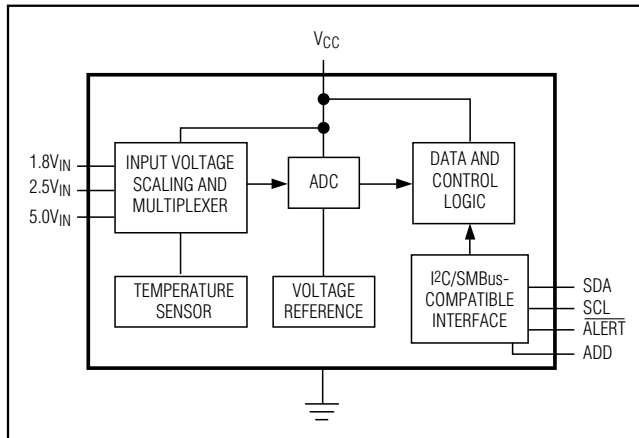 VCC
1.8VIN
2.5VIN
5.0VIN
INPUT VOLTAGE
SCALING AND
MULTIPLEXER
ADC
DATA AND
CONTROL
LOGIC
TEMPERATURE
SENSOR
VOLTAGE
REFERENCE
I²C/SMBus-
COMPATIBLE
INTERFACE
SDA
SCL
ALERT
ADD